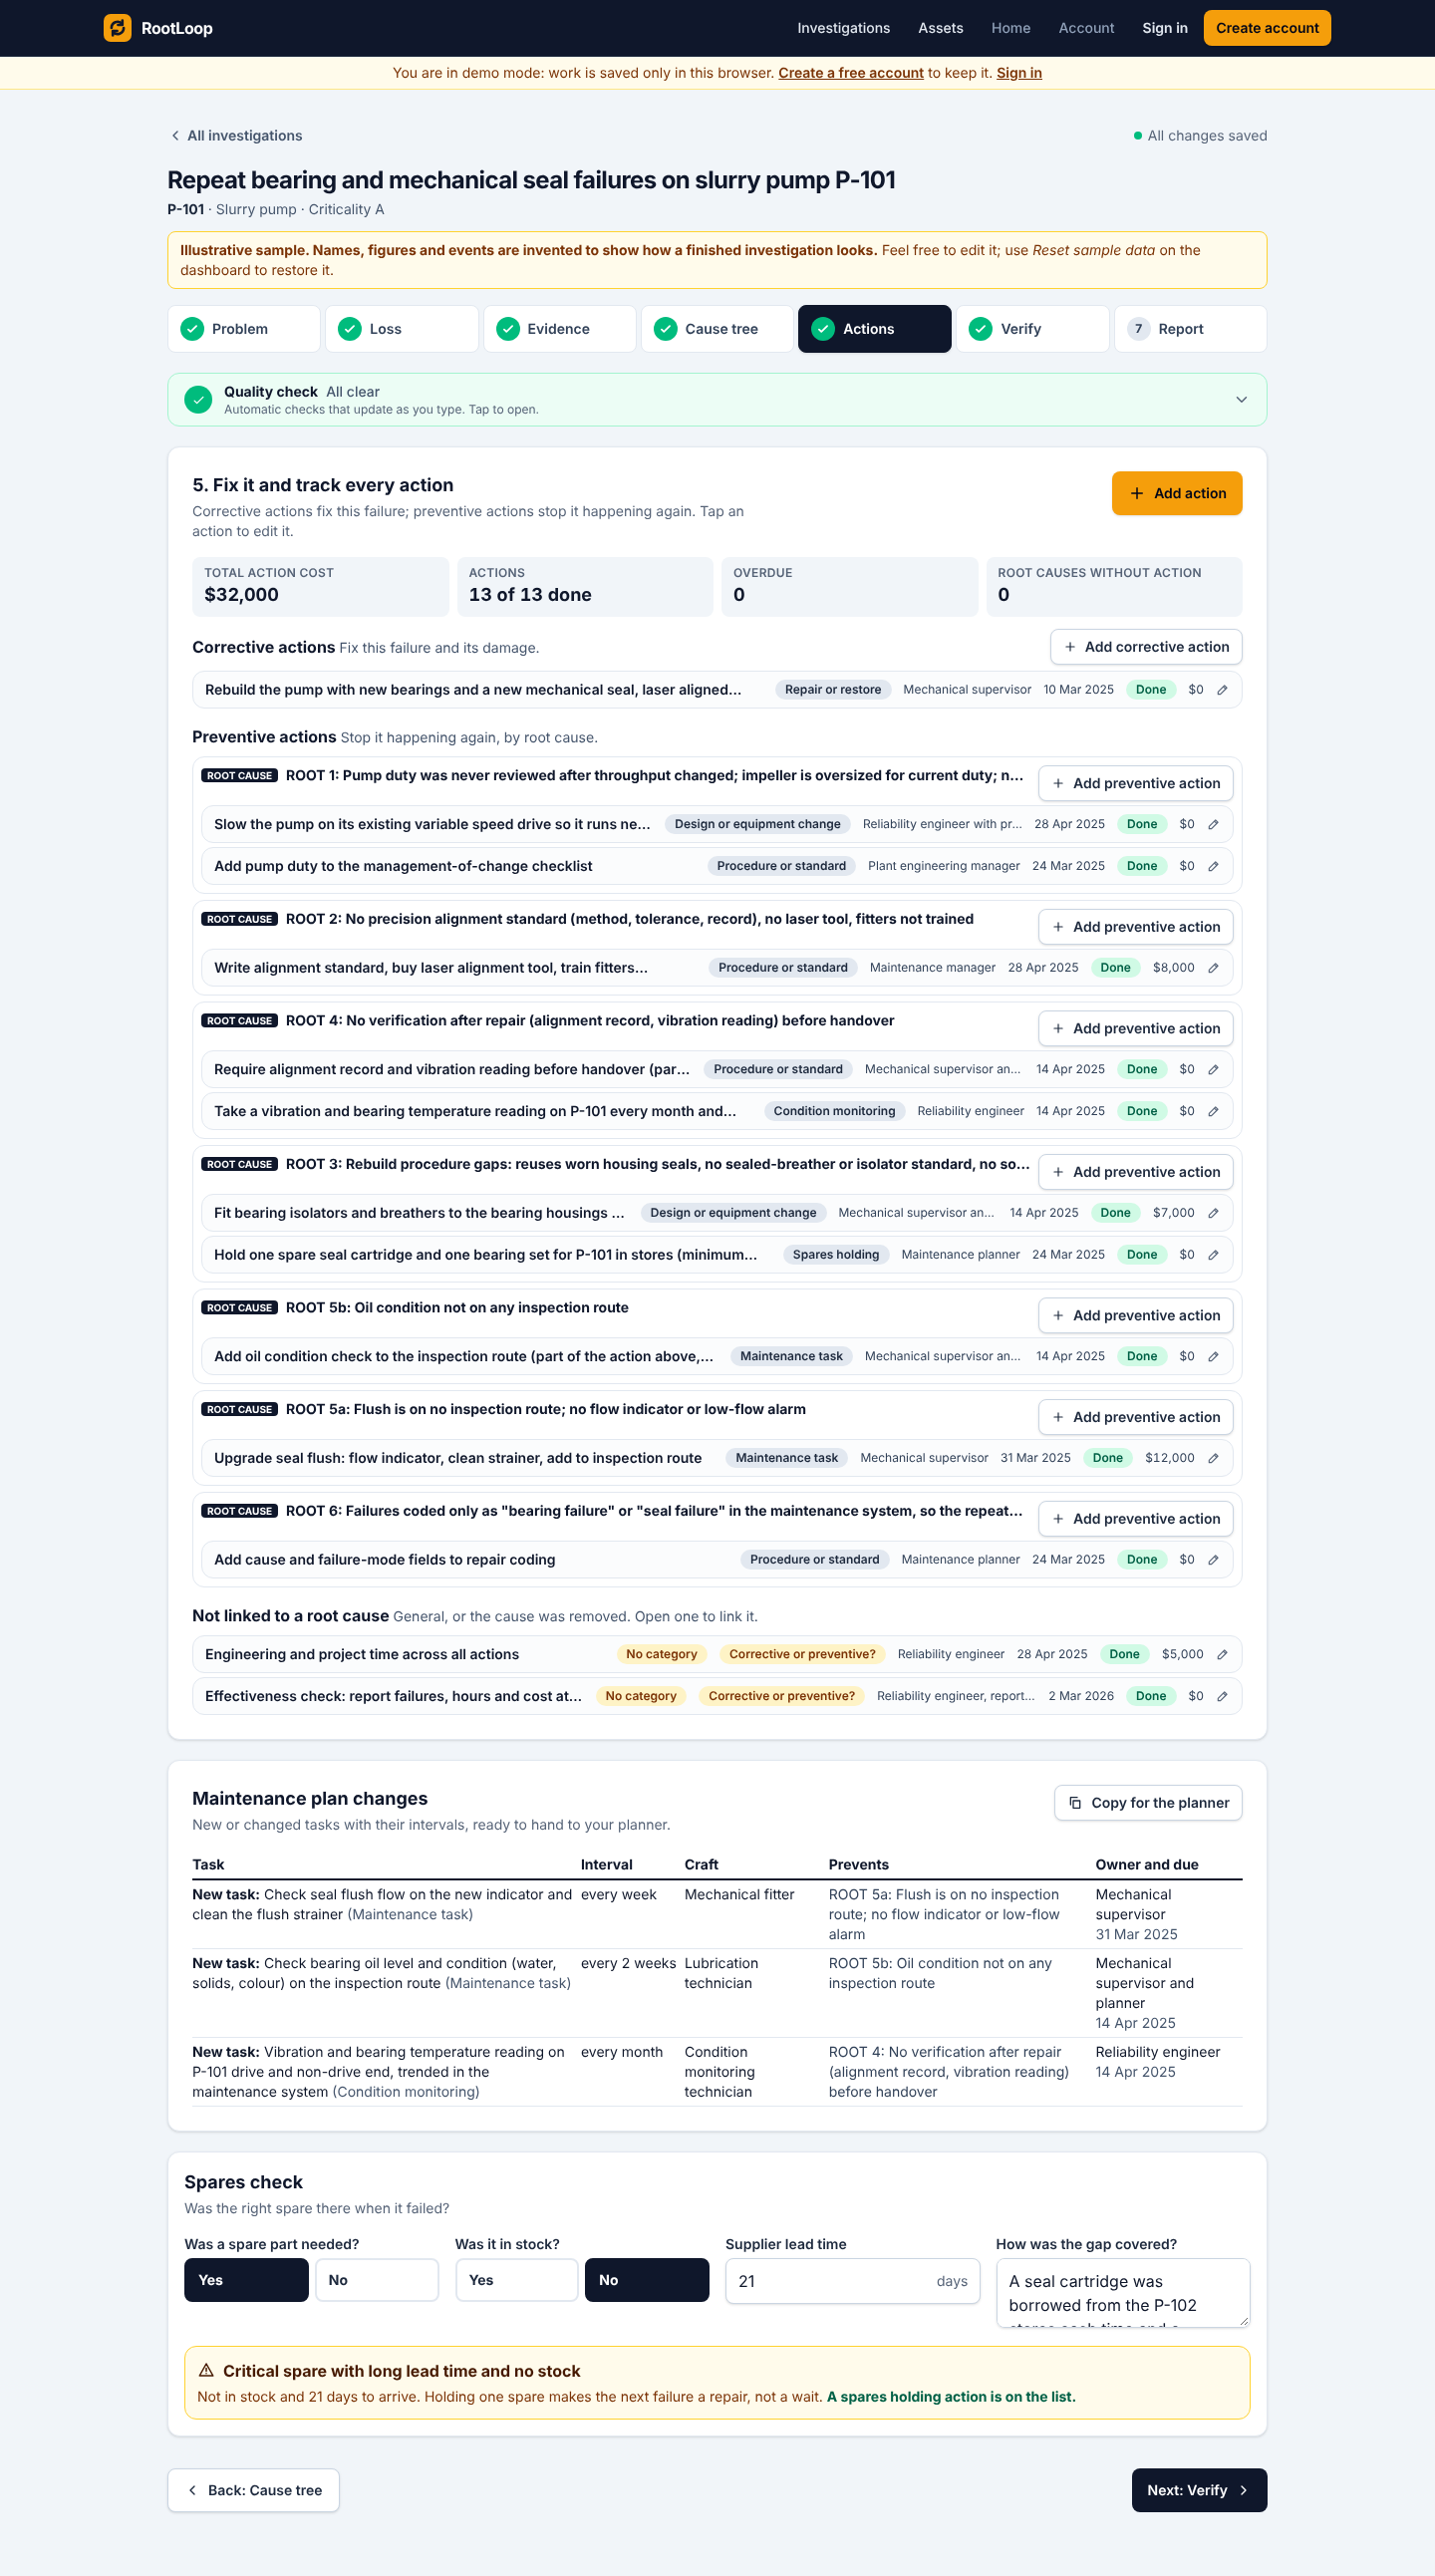 RootLoop
Investigations
Assets
Home
Account
Sign in
Create account
You are in demo mode: work is saved only in this browser. Create a free account to keep it. Sign in
All investigations
All changes saved
Repeat bearing and mechanical seal failures on slurry pump P-101
P-101 · Slurry pump · Criticality A
Illustrative sample. Names, figures and events are invented to show how a finished investigation looks. Feel free to edit it; use Reset sample data on the
dashboard to restore it.
Problem
Loss
Evidence
Cause tree
Actions
Verify
7 Report
Quality check All clear
Automatic checks that update as you type. Tap to open.
5. Fix it and track every action
Corrective actions fix this failure; preventive actions stop it happening again. Tap an
action to edit it.
Add action
TOTAL ACTION COST
$32,000
ACTIONS
13 of 13 done
OVERDUE
0
ROOT CAUSES WITHOUT ACTION
0
Corrective actions Fix this failure and its damage.
Add corrective action
Rebuild the pump with new bearings and a new mechanical seal, laser aligned... Repair or restore Mechanical supervisor 10 Mar 2025 Done $0
Preventive actions Stop it happening again, by root cause.
ROOT CAUSE ROOT 1: Pump duty was never reviewed after throughput changed; impeller is oversized for current duty; n... Add preventive action
Slow the pump on its existing variable speed drive so it runs ne... Design or equipment change Reliability engineer with pr... 28 Apr 2025 Done $0
Add pump duty to the management-of-change checklist Procedure or standard Plant engineering manager 24 Mar 2025 Done $0
ROOT CAUSE ROOT 2: No precision alignment standard (method, tolerance, record), no laser tool, fitters not trained Add preventive action
Write alignment standard, buy laser alignment tool, train fitters... Procedure or standard Maintenance manager 28 Apr 2025 Done $8,000
ROOT CAUSE ROOT 4: No verification after repair (alignment record, vibration reading) before handover Add preventive action
Require alignment record and vibration reading before handover (par... Procedure or standard Mechanical supervisor an... 14 Apr 2025 Done $0
Take a vibration and bearing temperature reading on P-101 every month and... Condition monitoring Reliability engineer 14 Apr 2025 Done $0
ROOT CAUSE ROOT 3: Rebuild procedure gaps: reuses worn housing seals, no sealed-breather or isolator standard, no so... Add preventive action
Fit bearing isolators and breathers to the bearing housings ... Design or equipment change Mechanical supervisor an... 14 Apr 2025 Done $7,000
Hold one spare seal cartridge and one bearing set for P-101 in stores (minimum... Spares holding Maintenance planner 24 Mar 2025 Done $0
ROOT CAUSE ROOT 5b: Oil condition not on any inspection route Add preventive action
Add oil condition check to the inspection route (part of the action above,... Maintenance task Mechanical supervisor an... 14 Apr 2025 Done $0
ROOT CAUSE ROOT 5a: Flush is on no inspection route; no flow indicator or low-flow alarm Add preventive action
Upgrade seal flush: flow indicator, clean strainer, add to inspection route Maintenance task Mechanical supervisor 31 Mar 2025 Done $12,000
ROOT CAUSE ROOT 6: Failures coded only as "bearing failure" or "seal failure" in the maintenance system, so the repeat... Add preventive action
Add cause and failure-mode fields to repair coding Procedure or standard Maintenance planner 24 Mar 2025 Done $0
Not linked to a root cause General, or the cause was removed. Open one to link it.
Engineering and project time across all actions No category Corrective or preventive? Reliability engineer 28 Apr 2025 Done $5,000
Effectiveness check: report failures, hours and cost at... No category Corrective or preventive? Reliability engineer, report... 2 Mar 2026 Done $0
Maintenance plan changes
New or changed tasks with their intervals, ready to hand to your planner.
Copy for the planner
Task Interval Craft Prevents Owner and due
New task: Check seal flush flow on the new indicator and every week Mechanical fitter ROOT 5a: Flush is on no inspection Mechanical
clean the flush strainer (Maintenance task) route; no flow indicator or low-flow supervisor
alarm 31 Mar 2025
New task: Check bearing oil level and condition (water, every 2 weeks Lubrication ROOT 5b: Oil condition not on any Mechanical
solids, colour) on the inspection route (Maintenance task) technician inspection route supervisor and
planner
14 Apr 2025
New task: Vibration and bearing temperature reading on every month Condition ROOT 4: No verification after repair Reliability engineer
P-101 drive and non-drive end, trended in the monitoring (alignment record, vibration reading) 14 Apr 2025
maintenance system (Condition monitoring) technician before handover
Spares check
Was the right spare there when it failed?
Was a spare part needed?
Yes No
Was it in stock?
Yes No
Supplier lead time
21 days
How was the gap covered?
A seal cartridge was
borrowed from the P-102
Critical spare with long lead time and no stock
Not in stock and 21 days to arrive. Holding one spare makes the next failure a repair, not a wait. A spares holding action is on the list.
Back: Cause tree
Next: Verify